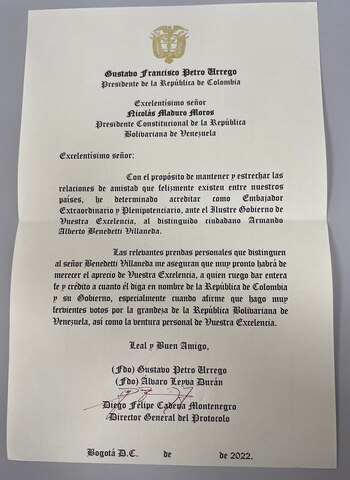 Gustavo Francisco Petro Urrego
Presidente de la República de Colombia
Excelentísimo señor
Nicolás Maduro Moros
Presidente Constitucional de la República
Bolivariana de Venezuela
Excelentísimo señor:
Con el propósito de mantener y estrechar las
relaciones de amistad que felizmente existen entre nuestros
países, he determinado acreditar como Embajador
Extraordinario y Plenipotenciario, ante el Ilustre Gobierno de
Vuestra Excelencia, al distinguido ciudadano Armando
Alberto Benedetti Villaneda.
Las relevantes prendas personales que distinguen
al señor Benedetti Villaneda me aseguran que muy pronto habrá de
merecer el aprecio de Vuestra Excelencia, a quien ruego dar entera
fe y crédito a cuanto él diga en nombre de la República de Colombia
y su Gobierno, especialmente cuando afirme que hago muy
fervientes votos por la grandeza de la República Bolivariana de
Venezuela, así como la ventura personal de Vuestra Excelencia.
Leal y Buen Amigo,
(Fdo) Gustavo Petro Urrego
(Fdo) Álvaro Leyva Durán
Diego Felipe Cadena Montenegro
Director General del Protocolo
Bogotá D.C. de de 2022.